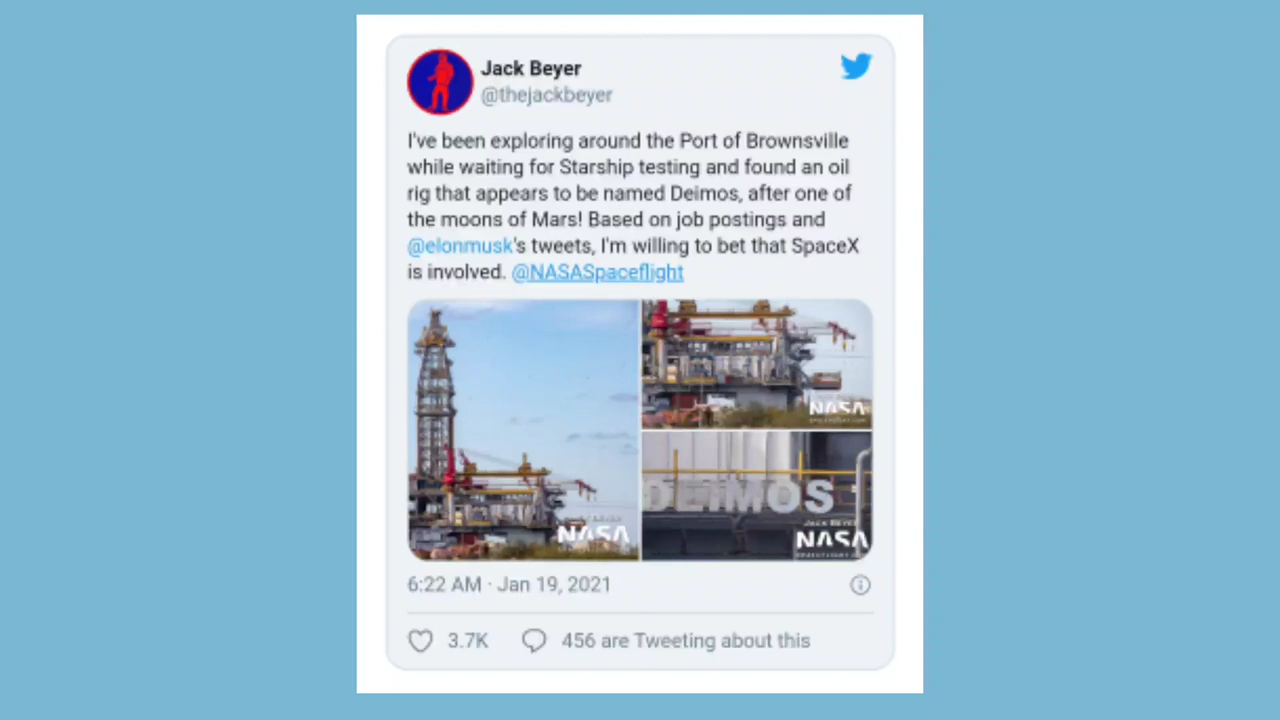 Jack Beyer
@thejackbeyer
I've been exploring around the Port of Brownsville
while waiting for Starship testing and found an oil
rig that appears to be named Deimos, after one of
the moons of Mars! Based on job postings and
@elonmusk's tweets, I'm willing to bet that SpaceX
is involved. @NASASpaceflight
NASA
NASA
DEIMOS
JACK BEYER
NASA
6:22 AM · Jan 19, 2021
3.7K
456 are Tweeting about this